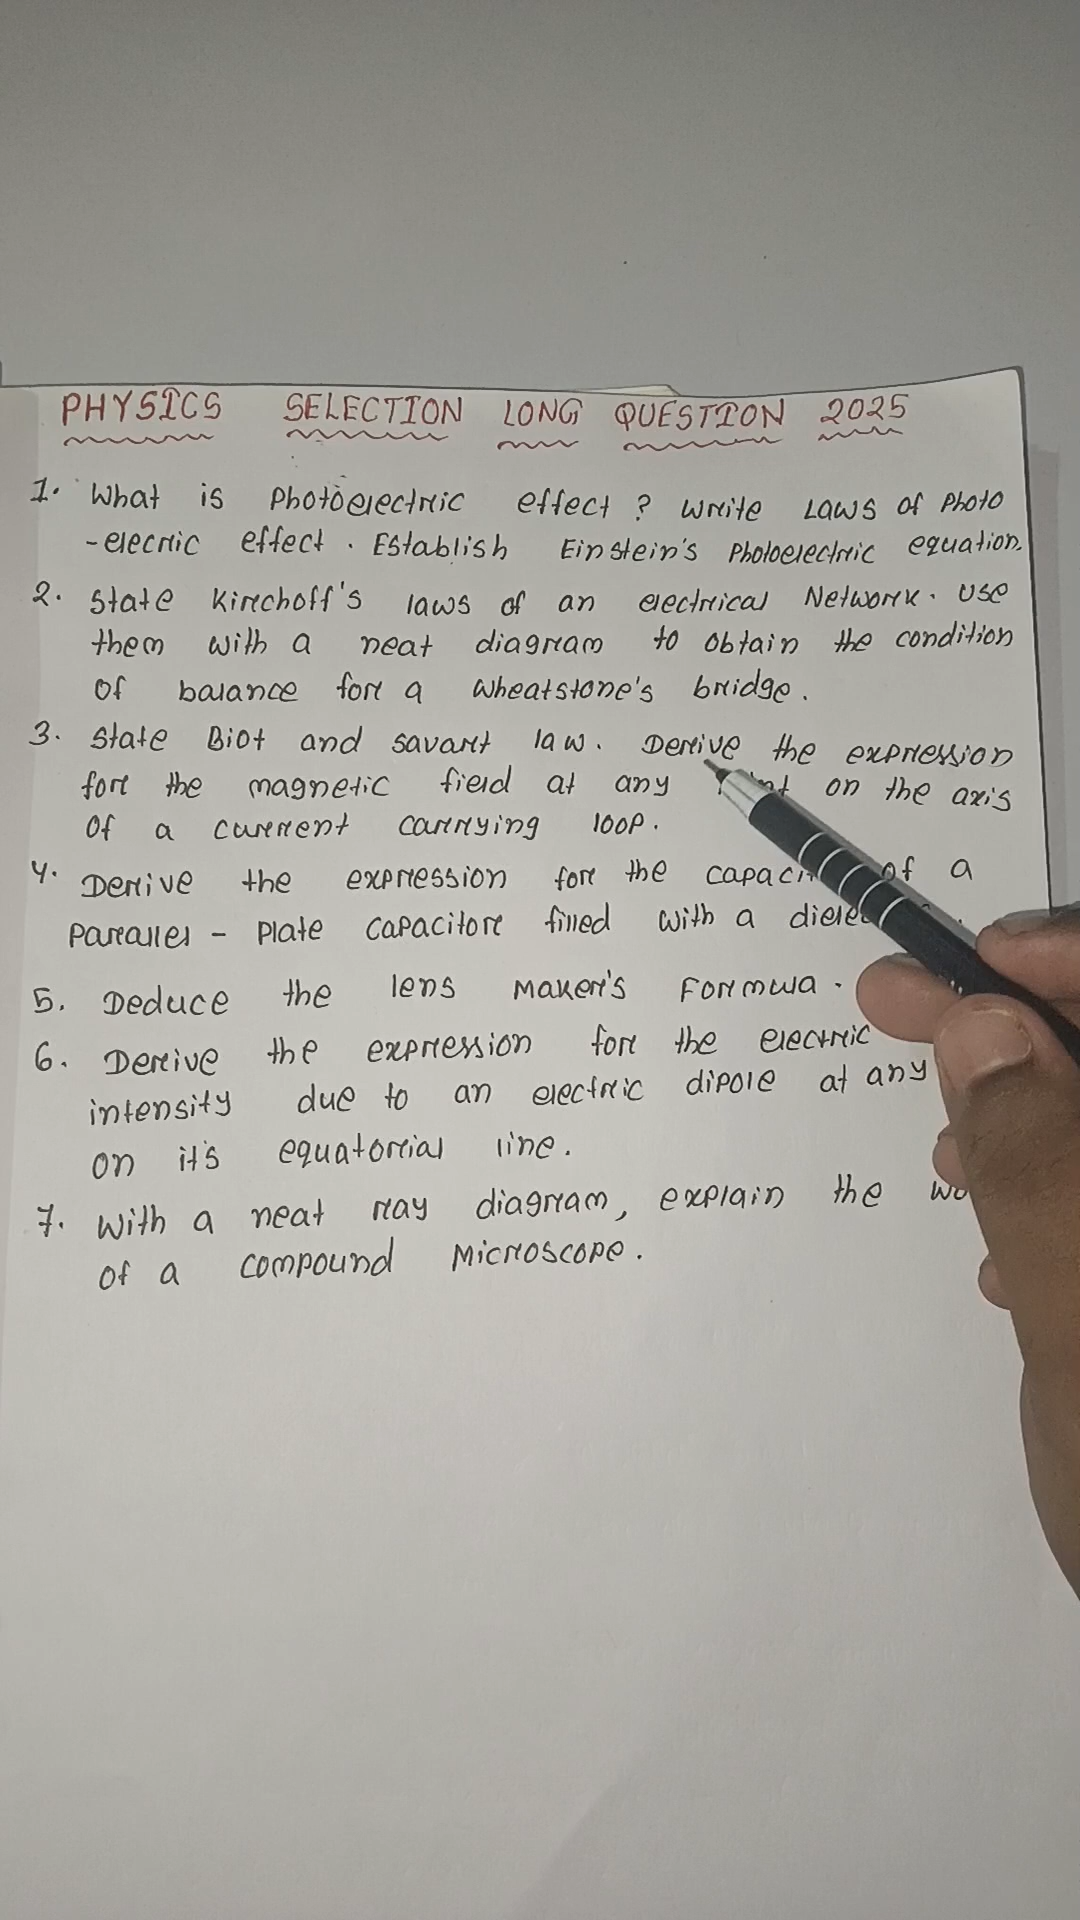 PHYSICS SELECTION LONG QUESTION 2025
1. What is Photoelectric effect ? Write Laws of Photo
-elecric effect. Establish Einstein's Photoelectric equation.
2. State Kirchoff's laws of an electrical Network. Use
them with a neat diagram to obtain the condition
of balance for a Wheatstone's bridge.
3. State Biot and savart law. Derive the expression
for the magnetic field at any on the axis
of a current carrying loop.
4. Derive the expression for the of a
Parallel - Plate capacitor filled with a
5. Deduce the lens Maker's Formula.
6. Derive the expression for the electric
intensity due to an electric dipole at any
on it's equatorial line.
7. With a neat ray diagram, explain the
of a compound Microscope.